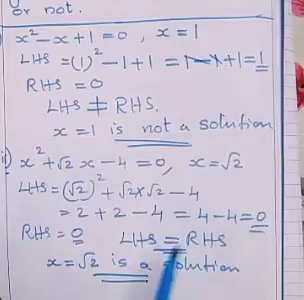 or not.
i) x² - x + 1 = 0, x = 1
LHS = (1)² - 1 + 1 = 1 - 1 + 1 = 1
RHS = 0
LHS ≠ RHS.
x = 1 is not a solution
ii) x² + √2 x - 4 = 0, x = √2
LHS = (√2)² + √2 x √2 - 4
= 2 + 2 - 4 = 4 - 4 = 0
RHS = 0 LHS = RHS
x = √2 is a solution